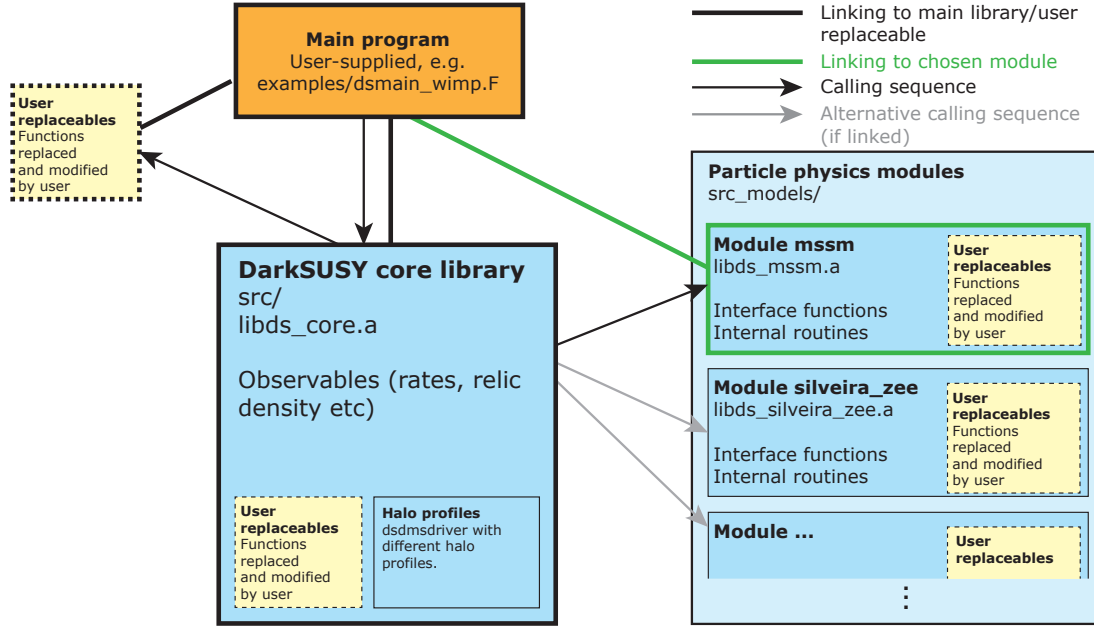 Main program
User-supplied, e.g.
examples/dsmain_wimp.F
Linking to main library/user
replaceable
Linking to chosen module
Calling sequence
Alternative calling sequence
(if linked)
User
replaceables
Functions
replaced
and modified
by user
DarkSUSY core library
src/
libds_core.a
Observables (rates, relic
density etc)
User
replaceables
Functions
replaced
and modified
by user
Halo profiles
dsdmsdriver with
different halo
profiles.
Particle physics modules
src_models/
Module mssm
libds_mssm.a
Interface functions
Internal routines
User
replaceables
Functions
replaced
and modified
by user
Module silveira_zee
libds_silveira_zee.a
Interface functions
Internal routines
User
replaceables
Functions
replaced
and modified
by user
Module ...
User
replaceables
⋮